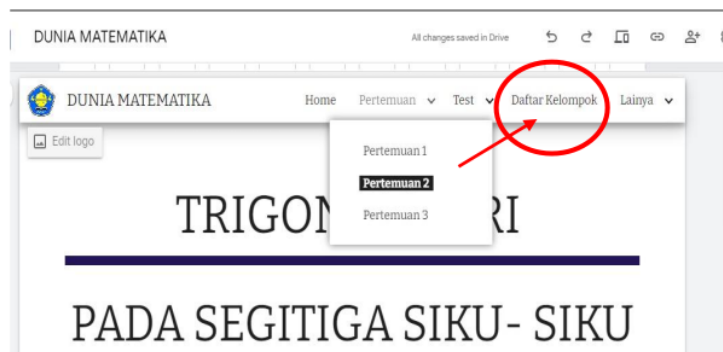 DUNIA MATEMATIKA All changes saved in Drive
DUNIA MATEMATIKA Home Pertemuan Test Daftar Kelompok Lainya
Edit logo
Pertemuan 1
Pertemuan 2
Pertemuan 3
TRIGON RI
PADA SEGITIGA SIKU- SIKU